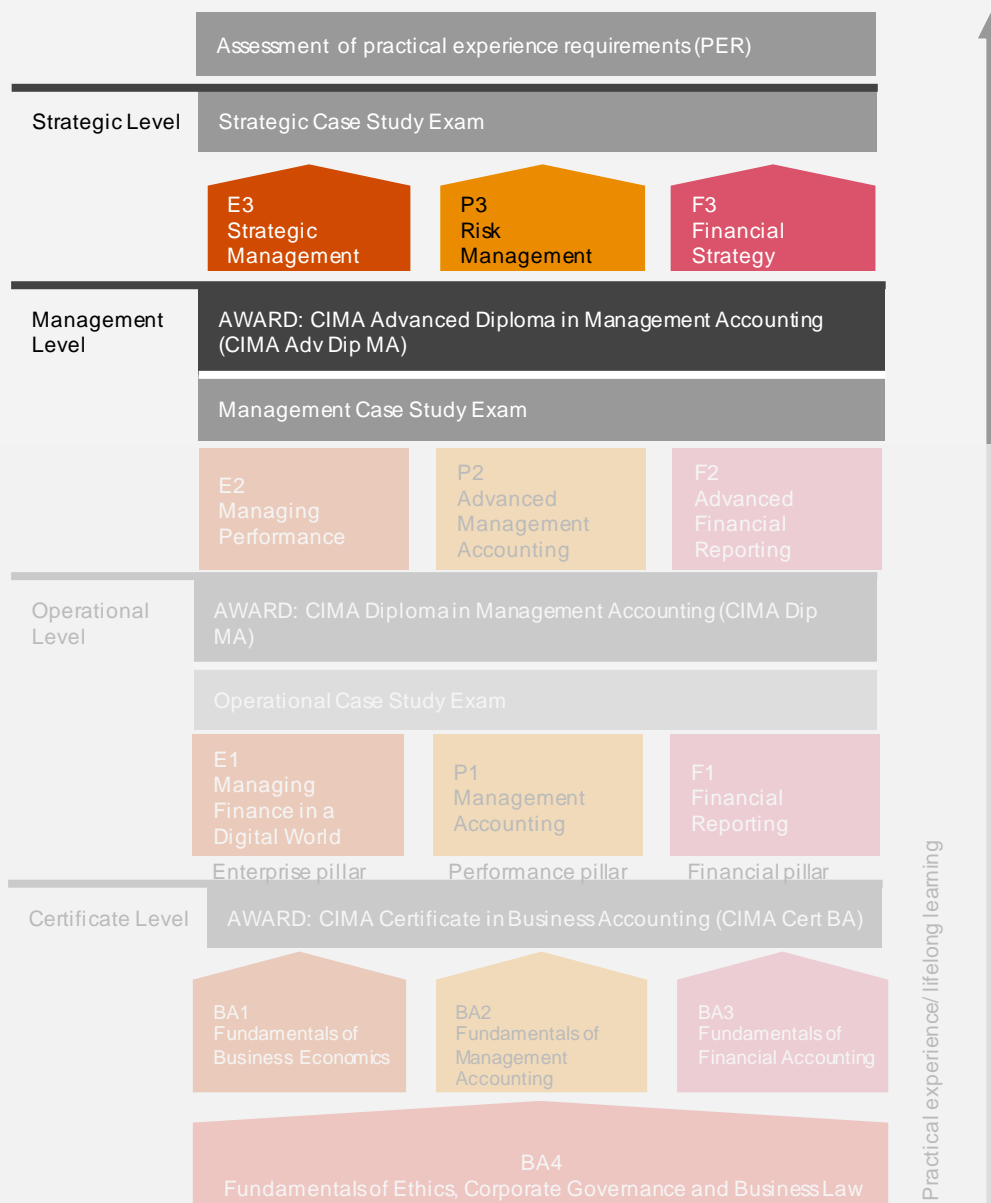 Assessment of practical experience requirements (PER)
Strategic Level
Strategic Case Study Exam
E3
Strategic
Management
P3
Risk
Management
F3
Financial
Strategy
Management
Level
AWARD: CIMA Advanced Diploma in Management Accounting
(CIMA Adv Dip MA)
Management Case Study Exam
E2
Managing
Performance
P2
Advanced
Management
Accounting
F2
Advanced
Financial
Reporting
Operational
Level
AWARD: CIMA Diploma in Management Accounting (CIMA Dip
MA)
Operational Case Study Exam
E1
Managing
Finance in a
Digital World
P1
Management
Accounting
F1
Financial
Reporting
Enterprise pillar
Performance pillar
Financial pillar
Certificate Level
AWARD: CIMA Certificate in Business Accounting (CIMA Cert BA)
BA1
Fundamentals of
Business Economics
BA2
Fundamentals of
Management
Accounting
BA3
Fundamentals of
Financial Accounting
BA4
Fundamentals of Ethics, Corporate Governance and Business Law
Practical experience/ lifelong learning